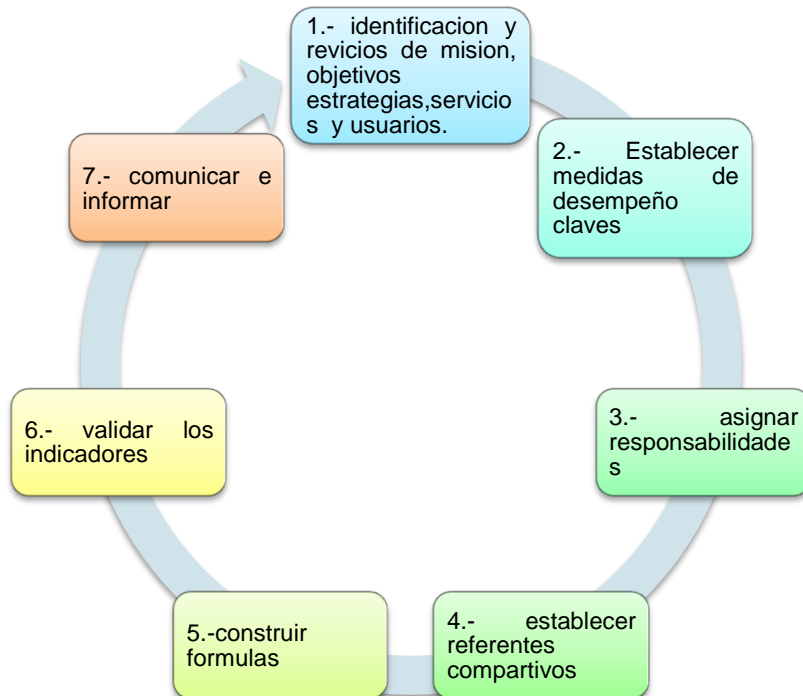 1.- identificacion y
revicios de mision,
objetivos
estrategias,servicio
s y usuarios.
2.- Establecer
medidas de
desempeño
claves
3.- asignar
responsabilidade
s
4.- establecer
referentes
compartivos
5.-construir
formulas
6.- validar los
indicadores
7.- comunicar e
informar